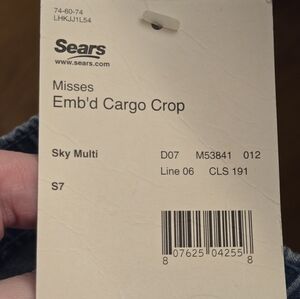 74-60-74
LHKJJ1L54
Sears
www.sears.com
Misses
Emb'd Cargo Crop
Sky Multi D07 M53841 012
Line 06 CLS 191
S7
8 07625 04255 8